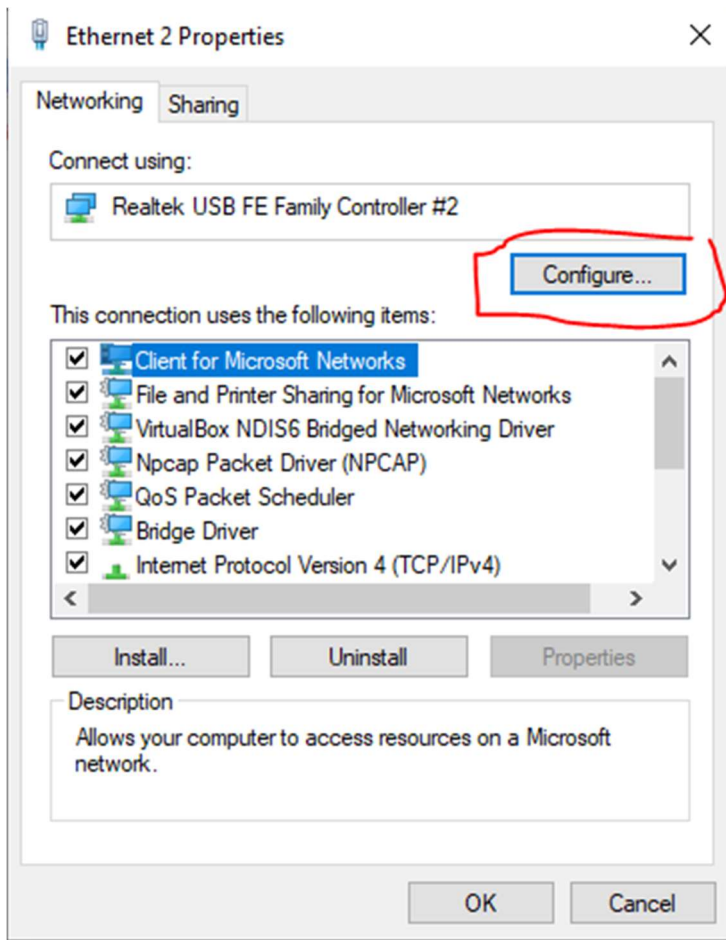 Ethernet 2 Properties
Networking Sharing
Connect using:
Realtek USB FE Family Controller #2
Configure...
This connection uses the following items:
Client for Microsoft Networks
File and Printer Sharing for Microsoft Networks
VirtualBox NDIS6 Bridged Networking Driver
Npcap Packet Driver (NPCAP)
QoS Packet Scheduler
Bridge Driver
Internet Protocol Version 4 (TCP/IPv4)
Install... Uninstall Properties
Description
Allows your computer to access resources on a Microsoft
network.
OK Cancel